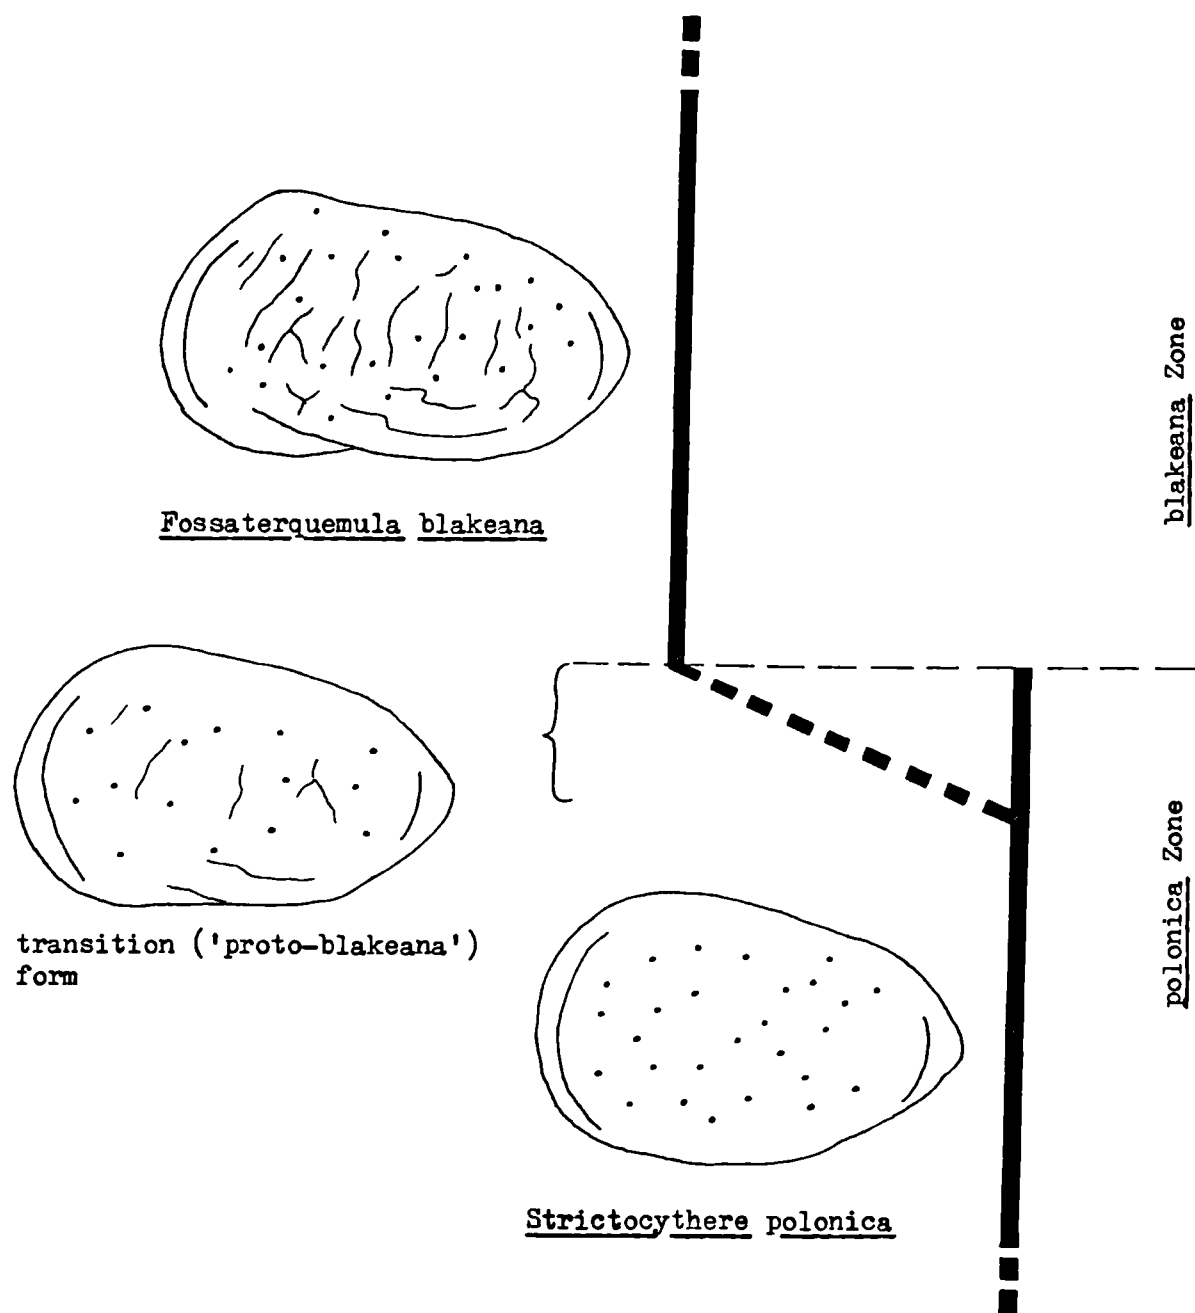 blakeana Zone
Fossaterquemula blakeana
transition ('proto-blakeana')
form
polonica Zone
Strictocythere polonica